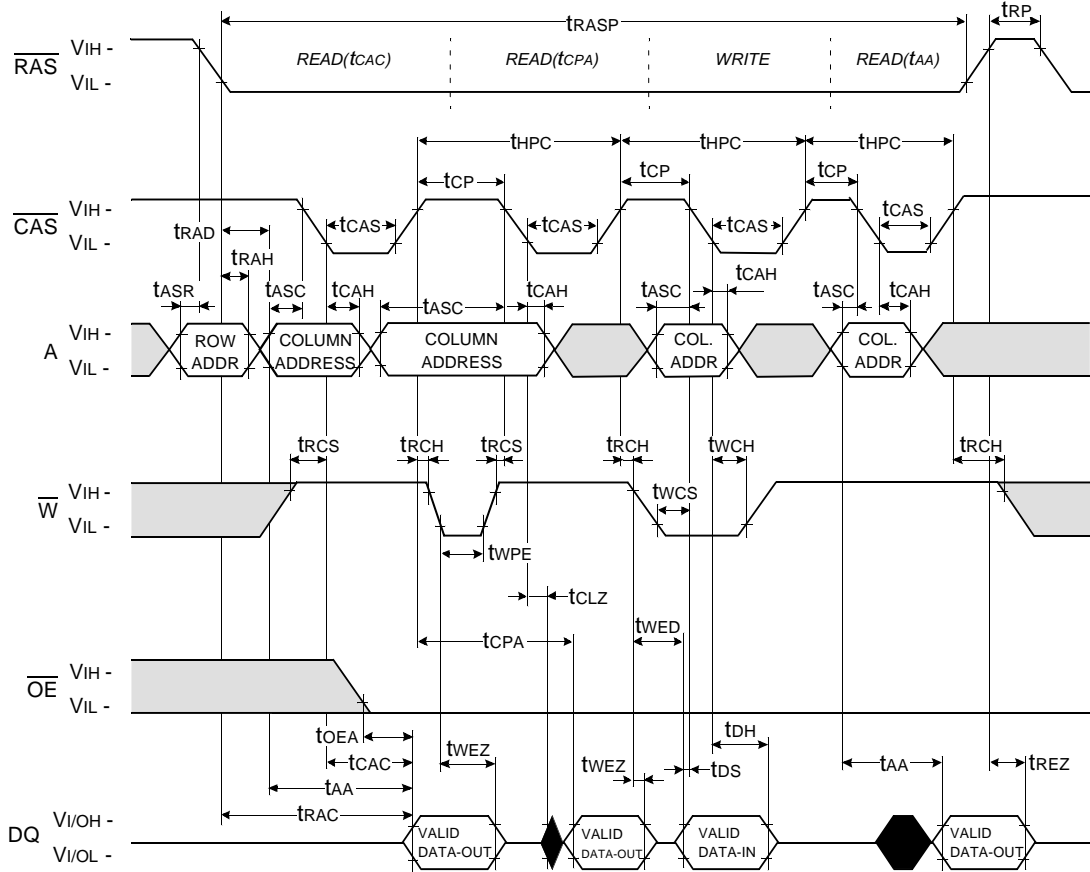 tRASP
tRP
RAS
VIH -
VIL -
READ(tCAC)
READ(tCPA)
WRITE
READ(tAA)
tHPC
tHPC
tHPC
tCP
tCP
tCP
CAS
VIH -
VIL -
tCAS
tCAS
tCAS
tCAS
tRAD
tRAH
tASR
tASC
tCAH
tASC
tCAH
tASC
tCAH
tASC
tCAH
A
VIH -
VIL -
ROW
ADDR
COLUMN
ADDRESS
COLUMN
ADDRESS
COL.
ADDR
COL.
ADDR
tRCS
tRCH
tRCS
tRCH
tWCH
tRCH
W
VIH -
VIL -
tWCS
tWPE
tCLZ
tCPA
tWED
OE
VIH -
VIL -
tOEA
tCAC
tAA
tRAC
tWEZ
tWEZ
tDH
tDS
tAA
tREZ
DQ
VI/OH -
VI/OL -
VALID
DATA-OUT
VALID
DATA-OUT
VALID
DATA-IN
VALID
DATA-OUT